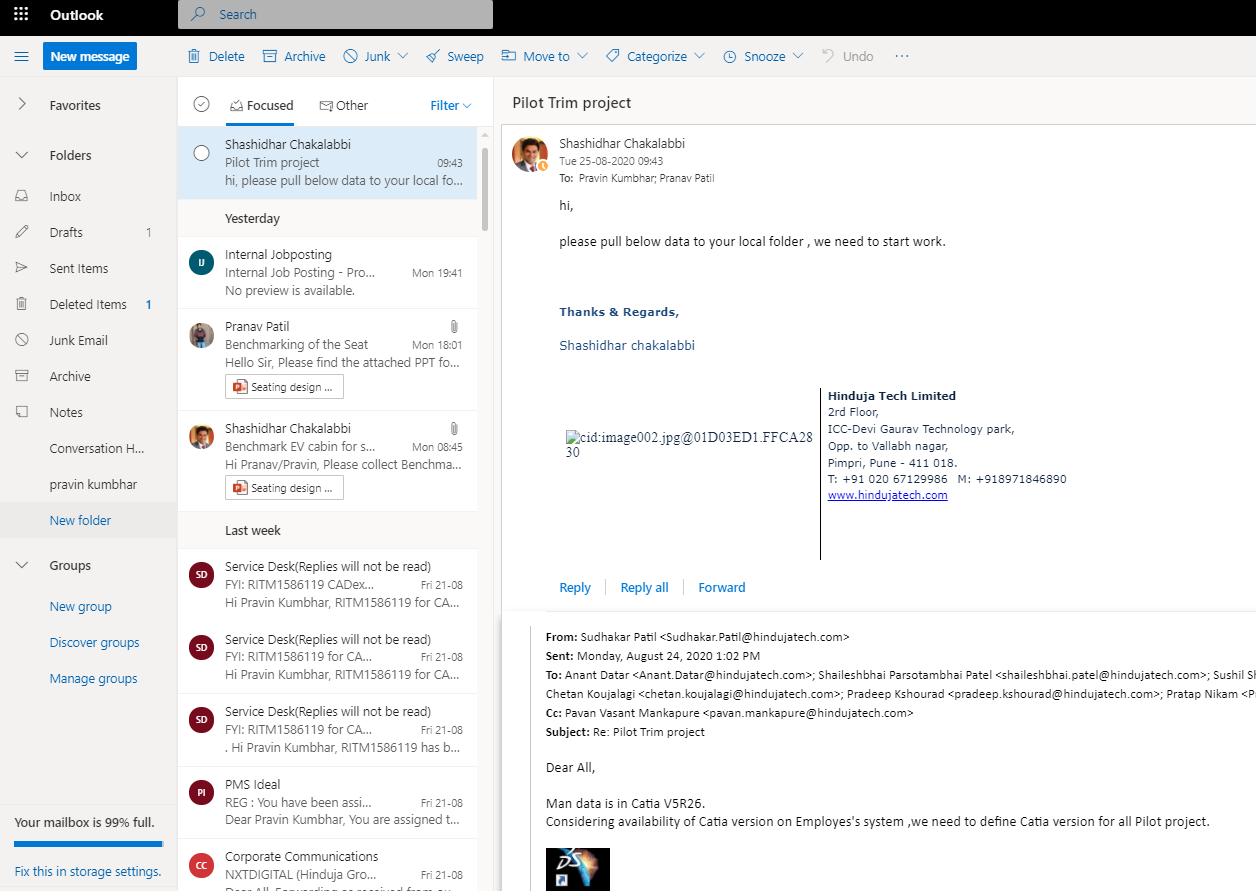 Outlook
Search
New message
Delete
Archive
Junk
Sweep
Move to
Categorize
Snooze
Undo
Favorites
Folders
Inbox
Drafts 1
Sent Items
Deleted Items 1
Junk Email
Archive
Notes
Conversation H...
pravin kumbhar
New folder
Groups
New group
Discover groups
Manage groups
Your mailbox is 99% full.
Fix this in storage settings.
Focused
Other
Filter
Shashidhar Chakalabbi
Pilot Trim project 09:43
hi, please pull below data to your local fo...
Yesterday
IJ
Internal Jobposting
Internal Job Posting - Pro... Mon 19:41
No preview is available.
Pranav Patil
Benchmarking of the Seat Mon 18:01
Hello Sir, Please find the attached PPT fo...
Seating design ...
Shashidhar Chakalabbi
Benchmark EV cabin for s... Mon 08:45
Hi Pranav/Pravin, Please collect Benchma...
Seating design ...
Last week
SD
Service Desk(Replies will not be read)
FYI: RITM1586119 CADex... Fri 21-08
Hi Pravin Kumbhar, RITM1586119 for CA...
SD
Service Desk(Replies will not be read)
FYI: RITM1586119 for CA... Fri 21-08
Hi Pravin Kumbhar, RITM1586119 for CA...
SD
Service Desk(Replies will not be read)
FYI: RITM1586119 for CA... Fri 21-08
. Hi Pravin Kumbhar, RITM1586119 has b...
PI
PMS Ideal
REG : You have been assi... Fri 21-08
Dear Pravin Kumbhar, You are assigned t...
CC
Corporate Communications
NXTDIGITAL (Hinduja Gro... Fri 21-08
Pilot Trim project
Shashidhar Chakalabbi
Tue 25-08-2020 09:43
To: Pravin Kumbhar; Pranav Patil
hi,
please pull below data to your local folder , we need to start work.
Thanks & Regards,
Shashidhar chakalabbi
cid:image002.jpg@01D03ED1.FFCA28
30
Hinduja Tech Limited
2rd Floor,
ICC-Devi Gaurav Technology park,
Opp. to Vallabh nagar,
Pimpri, Pune - 411 018.
T: +91 020 67129986 M: +918971846890
www.hindujatech.com
Reply
Reply all
Forward
From: Sudhakar Patil <Sudhakar.Patil@hindujatech.com>
Sent: Monday, August 24, 2020 1:02 PM
To: Anant Datar <Anant.Datar@hindujatech.com>; Shaileshbhai Parsotambhai Patel <shaileshbhai.patel@hindujatech.com>; Sushil
Chetan Koujalagi <chetan.koujalagi@hindujatech.com>; Pradeep Kshourad <pradeep.kshourad@hindujatech.com>; Pratap Nikam
Cc: Pavan Vasant Mankapure <pavan.mankapure@hindujatech.com>
Subject: Re: Pilot Trim project
Dear All,
Man data is in Catia V5R26.
Considering availability of Catia version on Employes's system ,we need to define Catia version for all Pilot project.